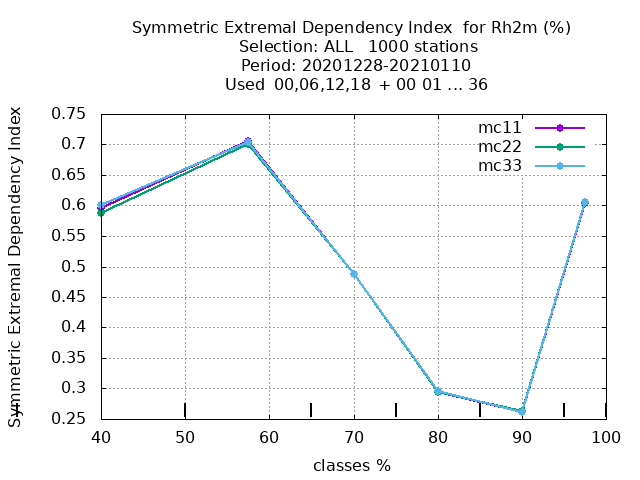 Symmetric Extremal Dependency Index for Rh2m (%)
Selection: ALL 1000 stations
Period: 20201228-20210110
Used 00,06,12,18 + 00 01 ... 36
Symmetric Extremal Dependency Index
0.75
0.7
0.65
0.6
0.55
0.5
0.45
0.4
0.35
0.3
0.25
mc11
mc22
mc33
40 50 60 70 80 90 100
classes %